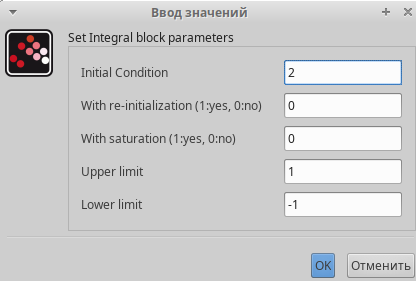 Ввод значений
Set Integral block parameters
Initial Condition 2
With re-initialization (1:yes, 0:no) 0
With saturation (1:yes, 0:no) 0
Upper limit 1
Lower limit -1
OK Отменить